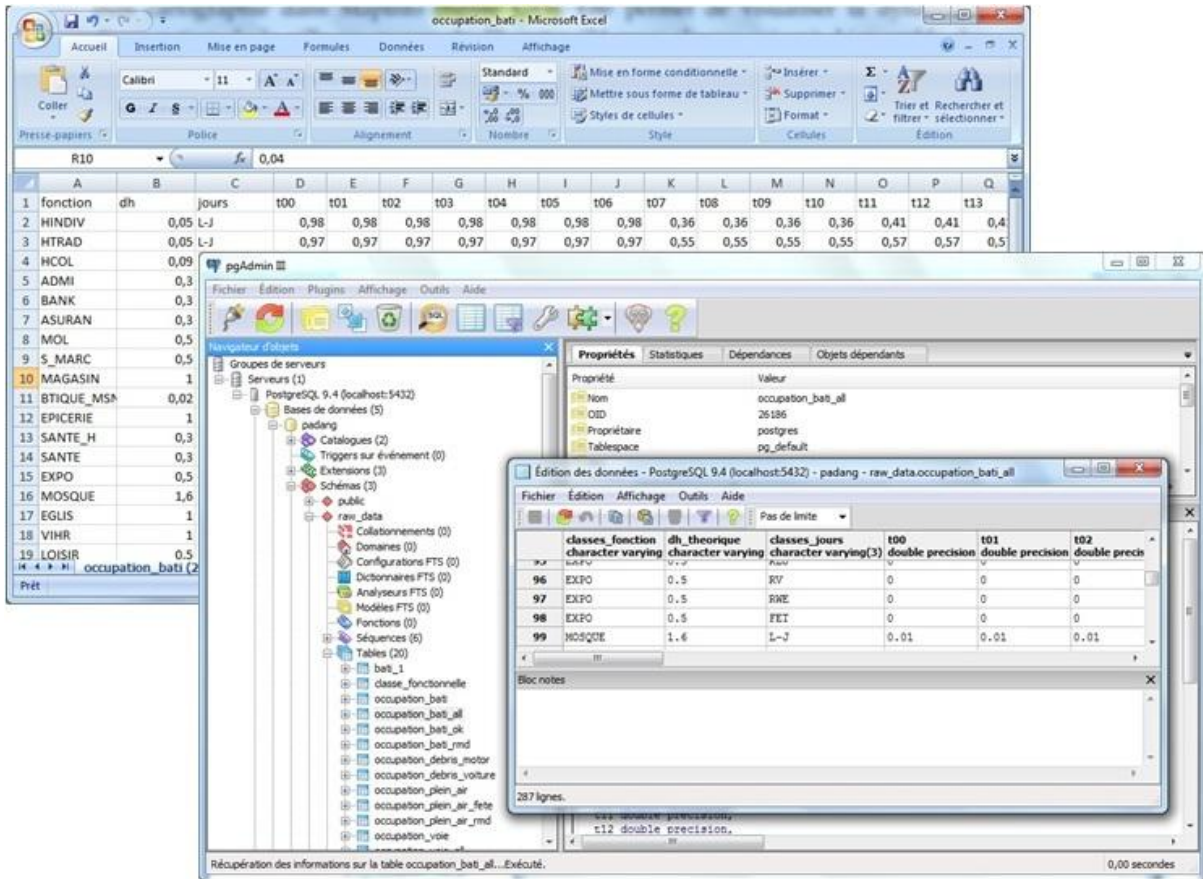 occupation_bati - Microsoft Excel
Accueil Insertion Mise en page Formules Données Révision Affichage
Calibri 11 A A Standard Mise en forme conditionnelle Insérer Σ
Coller G I S A % 000 Mettre sous forme de tableau Supprimer Trier et filtrer Rechercher et sélectionner
Styles de cellules Format
Presse-papiers Police Alignement Nombre Style Cellules Édition
R10 fx 0,04
A B C D E F G H I J K L M N O P Q
1 fonction dh jours t00 t01 t02 t03 t04 t05 t06 t07 t08 t09 t10 t11 t12 t13
2 HINDIV 0,05 L-J 0,98 0,98 0,98 0,98 0,98 0,98 0,98 0,36 0,36 0,36 0,36 0,41 0,41 0,4
3 HTRAD 0,05 L-J 0,97 0,97 0,97 0,97 0,97 0,97 0,97 0,55 0,55 0,55 0,55 0,57 0,57 0,5
4 HCOL 0,09
5 ADMI 0,3
6 BANK 0,3
7 ASURAN 0,3
8 MOL 0,5
9 S_MARC 0,5
10 MAGASIN 1
11 BTIQUE_MSN 0,02
12 EPICERIE 1
13 SANTE_H 0,3
14 SANTE 0,3
15 EXPO 0,5
16 MOSQUE 1,6
17 EGLIS 1
18 VIHR 1
19 LOISIR 0.5
occupation_bati (2
Prêt
pgAdmin III
Fichier Édition Plugins Affichage Outils Aide
SQL
Navigateur d'objets
Groupes de serveurs
Serveurs (1)
PostgreSQL 9.4 (localhost:5432)
Bases de données (5)
padang
Catalogues (2)
Triggers sur événement (0)
Extensions (3)
Schémas (3)
public
raw_data
Collationnements (0)
Domaines (0)
Configurations FTS (0)
Dictonnaires FTS (0)
Analyseurs FTS (0)
Modèles FTS (0)
Fonctions (0)
Séquences (6)
Tables (20)
bati_1
classe_fonctionnelle
occupation_bati
occupation_bati_all
occupation_bati_ok
occupation_bati_rmd
occupation_debris_motor
occupation_debris_voiture
occupation_plein_air
occupation_plein_air_fete
occupation_plein_air_rmd
occupation_voie
Propriétés Statistiques Dépendances Objets dépendants
Propriété Valeur
Nom occupation_bati_all
OID 26186
Propriétaire postgres
Tablespace pg_default
Édition des données - PostgreSQL 9.4 (localhost:5432) - padang - raw_data.occupation_bati_all
Fichier Édition Affichage Outils Aide
Pas de limite
classes_fonction dh_theorique classes_jours t00 t01 t02
character varying character varying character varying(3) double precision double precision double precis
96 EXPO 0.5 RV 0 0 0
97 EXPO 0.5 RWE 0 0 0
98 EXPO 0.5 FET 0 0 0
99 MOSQUE 1.6 L-J 0.01 0.01 0.01
Bloc notes
287 lignes.
t12 double precision,
Récupération des informations sur la table occupation_bati_all...Exécuté.
0,00 secondes